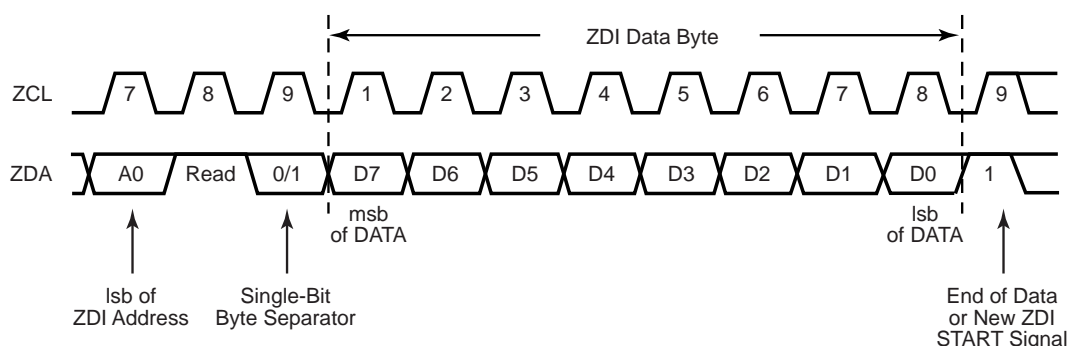 ZDI Data Byte
ZCL 7 8 9 1 2 3 4 5 6 7 8 9
ZDA A0 Read 0/1 D7 D6 D5 D4 D3 D2 D1 D0 1
msb
of DATA
lsb
of DATA
lsb of
ZDI Address
Single-Bit
Byte Separator
End of Data
or New ZDI
START Signal